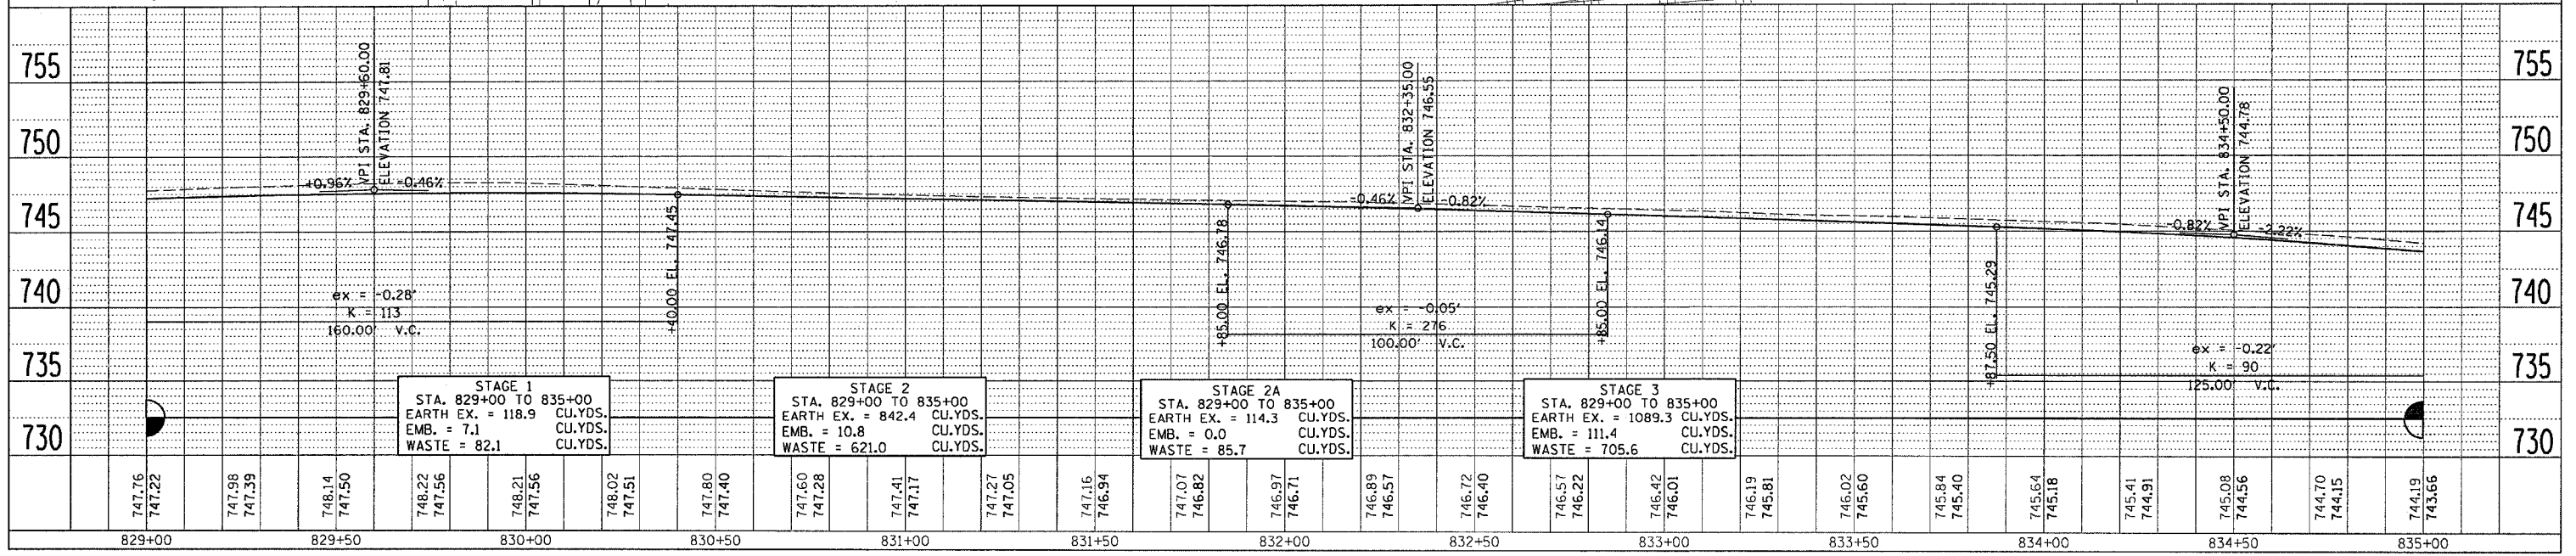 755
750
745
740
735
730
755
750
745
740
735
730
VPI STA. 829+60.00
ELEVATION 747.81
+0.96%
-0.46%
+40.00 EL. 747.45
ex = -0.28'
K = 113
160.00' V.C.
+85.00 EL. 746.78
-0.46%
VPI STA. 832+35.00
ELEVATION 746.55
-0.82%
+85.00 EL. 746.14
ex = -0.05'
K = 276
100.00' V.C.
+87.50 EL. 745.29
-0.82%
VPI STA. 834+50.00
ELEVATION 744.78
-2.22%
ex = -0.22'
K = 90
125.00' V.C.
STAGE 1
STA. 829+00 TO 835+00
EARTH EX. = 118.9 CU.YDS.
EMB. = 7.1 CU.YDS.
WASTE = 82.1 CU.YDS.
STAGE 2
STA. 829+00 TO 835+00
EARTH EX. = 842.4 CU.YDS.
EMB. = 10.8 CU.YDS.
WASTE = 621.0 CU.YDS.
STAGE 2A
STA. 829+00 TO 835+00
EARTH EX. = 114.3 CU.YDS.
EMB. = 0.0 CU.YDS.
WASTE = 85.7 CU.YDS.
STAGE 3
STA. 829+00 TO 835+00
EARTH EX. = 1089.3 CU.YDS.
EMB. = 111.4 CU.YDS.
WASTE = 705.6 CU.YDS.
747.76
747.22
747.98
747.39
748.14
747.50
748.22
747.56
748.21
747.56
748.02
747.51
747.80
747.40
747.60
747.28
747.41
747.17
747.27
747.05
747.16
746.94
747.07
746.82
746.97
746.71
746.89
746.57
746.72
746.40
746.57
746.22
746.42
746.01
746.19
745.81
746.02
745.60
745.84
745.40
745.64
745.18
745.41
744.91
745.08
744.56
744.70
744.15
744.19
743.66
829+00 829+50 830+00 830+50 831+00 831+50 832+00 832+50 833+00 833+50 834+00 834+50 835+00